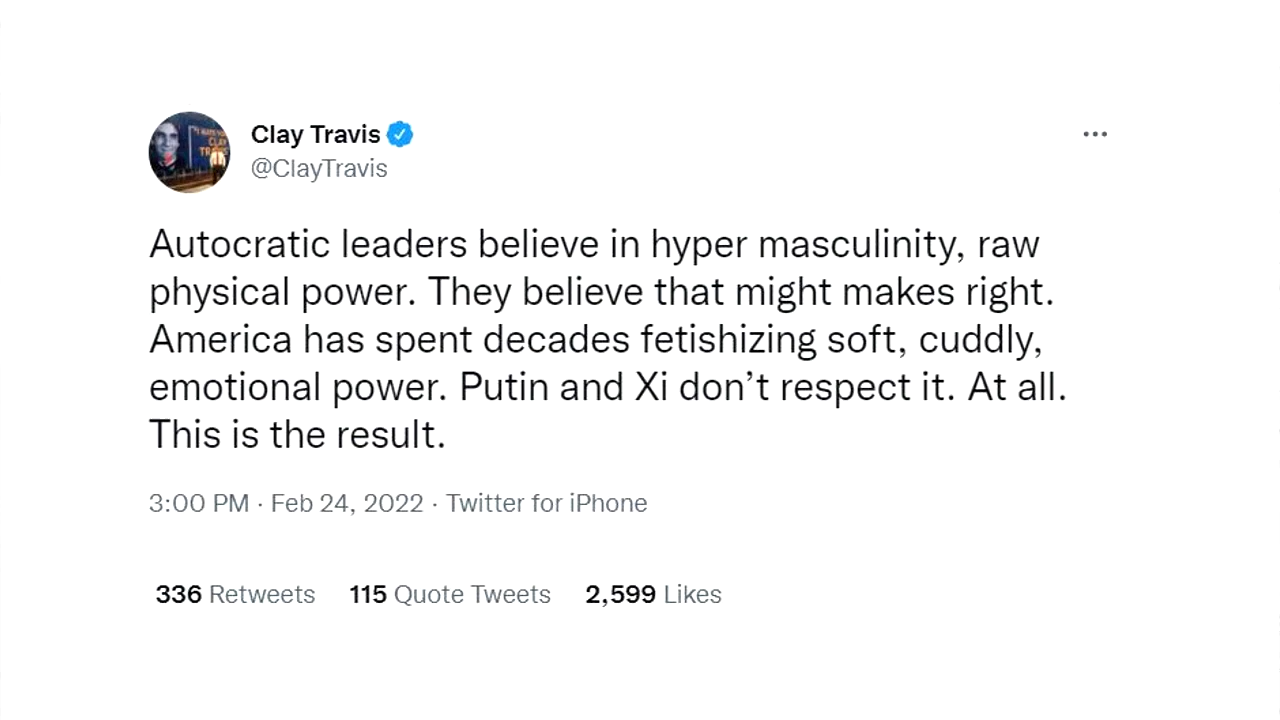 Clay Travis
@ClayTravis
Autocratic leaders believe in hyper masculinity, raw
physical power. They believe that might makes right.
America has spent decades fetishizing soft, cuddly,
emotional power. Putin and Xi don’t respect it. At all.
This is the result.
3:00 PM · Feb 24, 2022 · Twitter for iPhone
336 Retweets 115 Quote Tweets 2,599 Likes